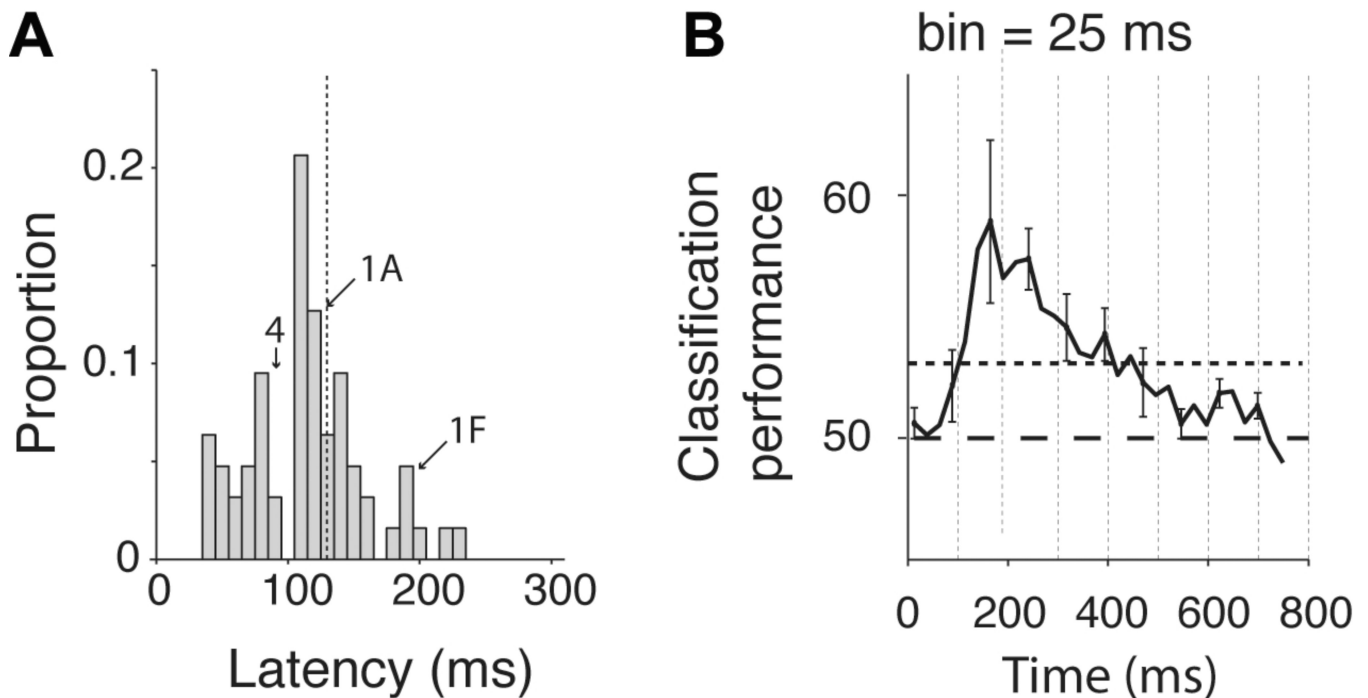 A
Proportion
0.2
0.1
0
4
1A
1F
0 100 200 300
Latency (ms)
B
bin = 25 ms
Classification
performance
60
50
0 200 400 600 800
Time (ms)